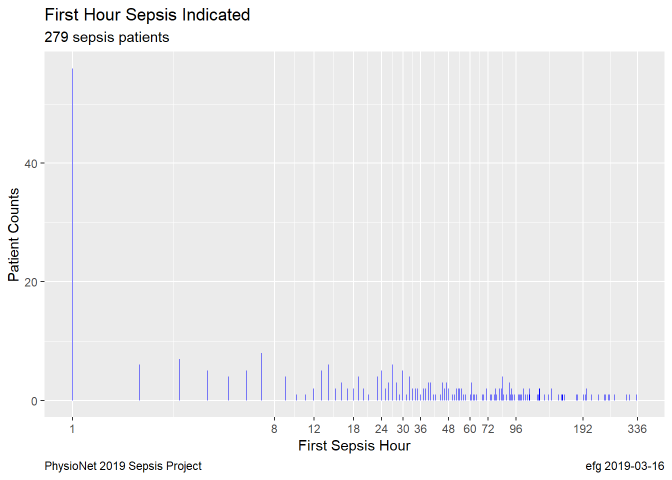 First Hour Sepsis Indicated
279 sepsis patients
Patient Counts
40
20
0
1 8 12 18 24 30 36 48 60 72 96 192 336
First Sepsis Hour
PhysioNet 2019 Sepsis Project
efg 2019-03-16